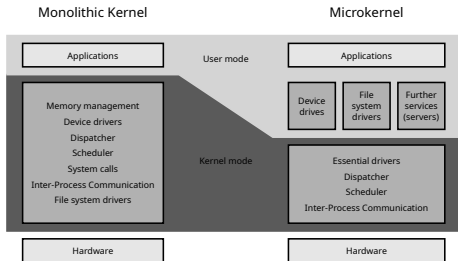 Monolithic Kernel
Microkernel
Applications
User mode
Applications
Device
drives
File
system
drivers
Further
services
(servers)
Memory management
Device drivers
Dispatcher
Scheduler
System calls
Inter-Process Communication
File system drivers
Kernel mode
Essential drivers
Dispatcher
Scheduler
Inter-Process Communication
Hardware
Hardware